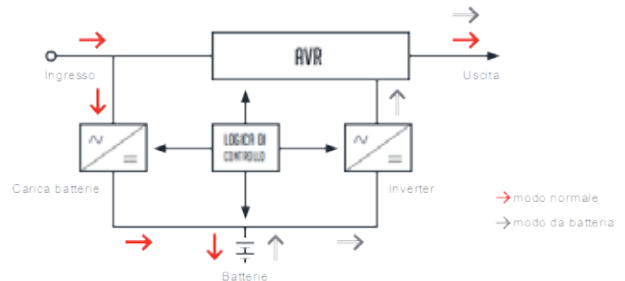 AVR
Ingresso
Uscita
LOGICA DI
CONTROLLO
Carica batterie
Inverter
modo normale
modo da batteria
Batterie